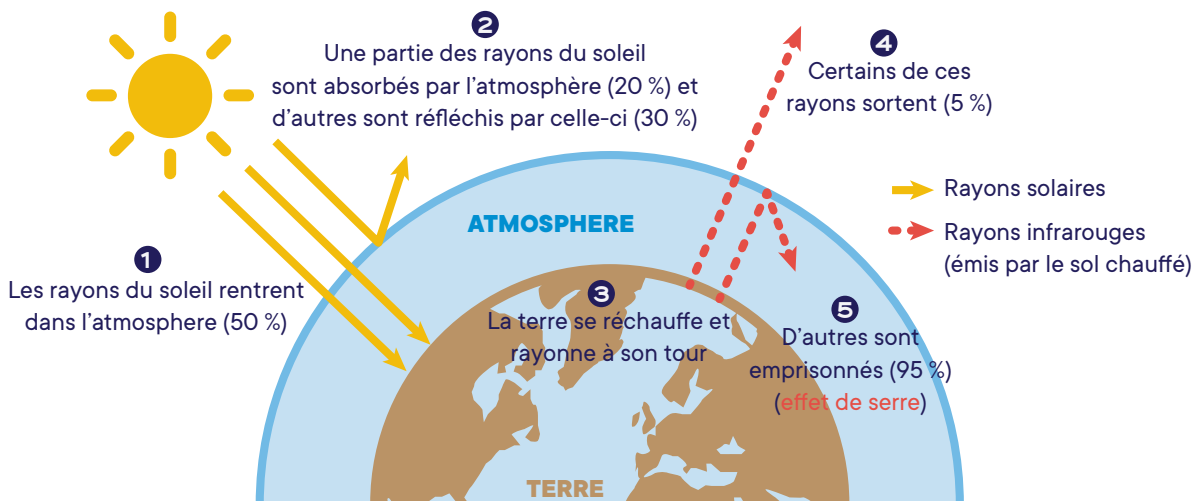 1
Les rayons du soleil rentrent
dans l'atmosphere (50 %)
2
Une partie des rayons du soleil
sont absorbés par l'atmosphère (20 %) et
d'autres sont réfléchis par celle-ci (30 %)
ATMOSPHERE
3
La terre se réchauffe et
rayonne à son tour
TERRE
4
Certains de ces
rayons sortent (5 %)
5
D'autres sont
emprisonnés (95 %)
(effet de serre)
Rayons solaires
Rayons infrarouges
(émis par le sol chauffé)